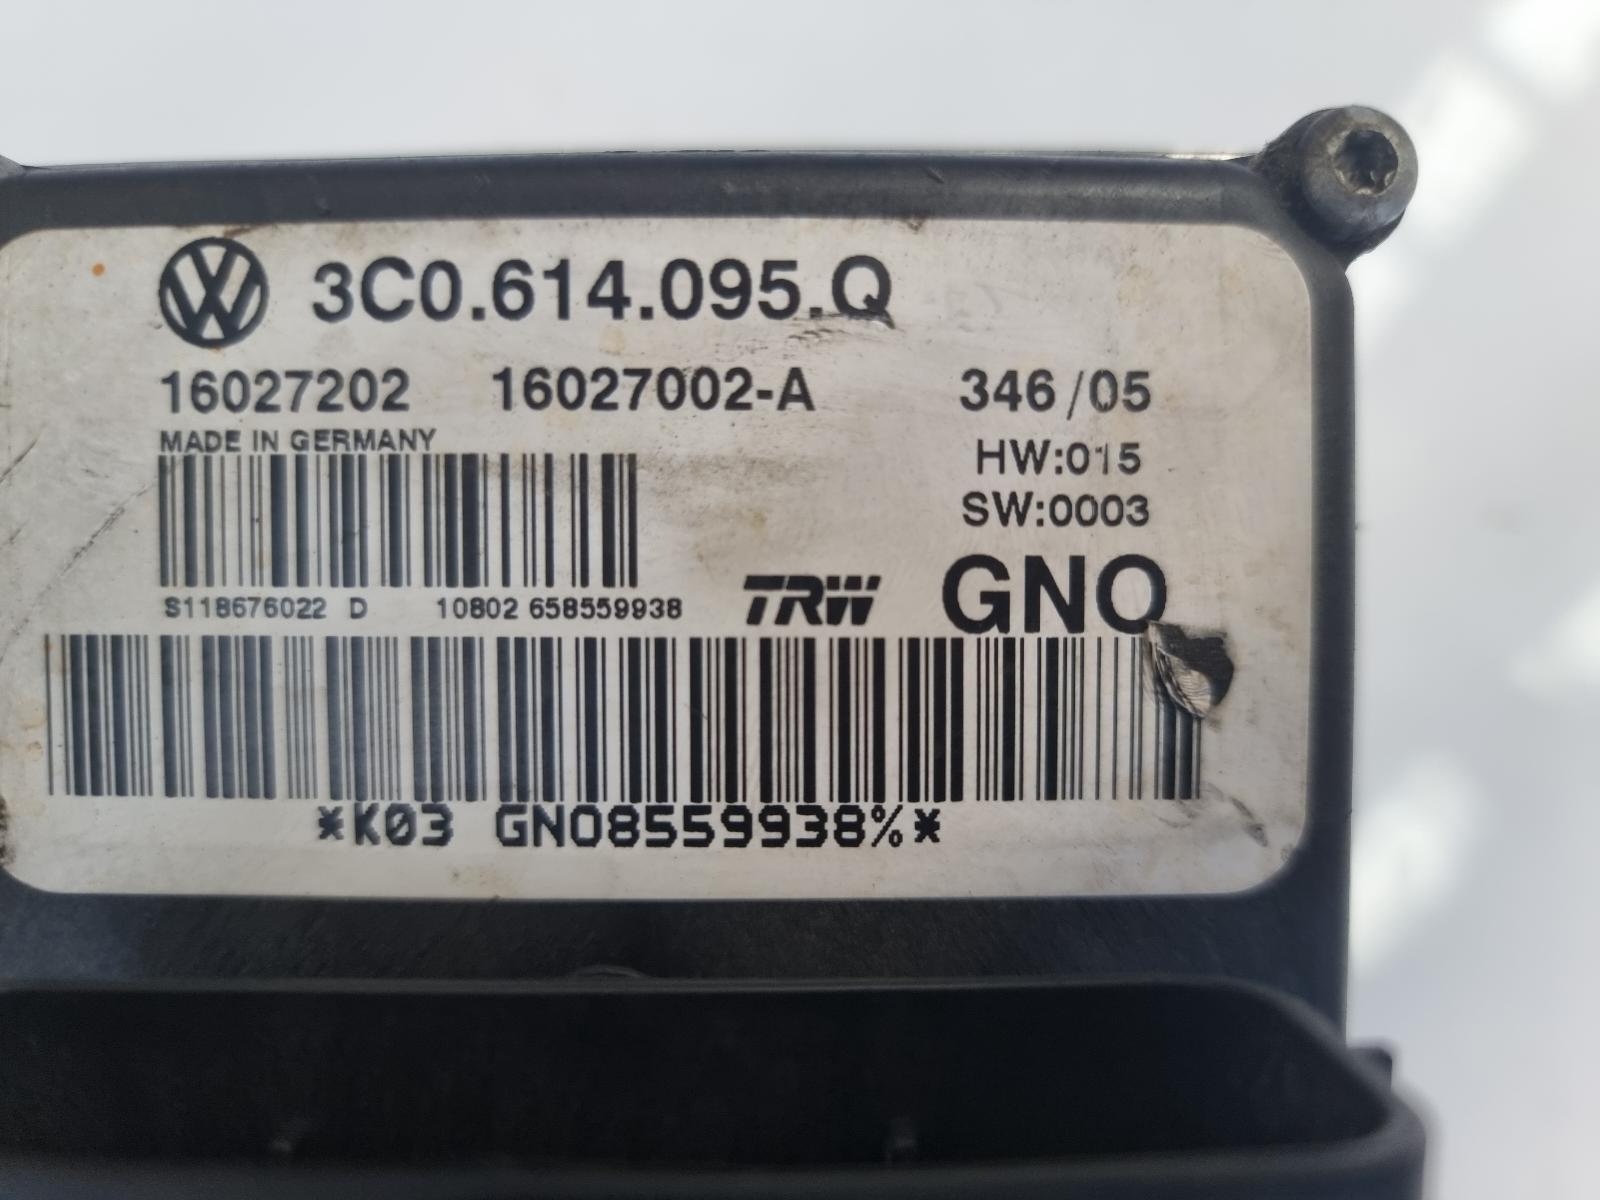 3C0.614.095.Q
16027202 16027002-A 346/05
MADE IN GERMANY
HW:015
SW:0003
S118676022 D 10802 658559938
TRW GNO
*K03 GNO8559938%*